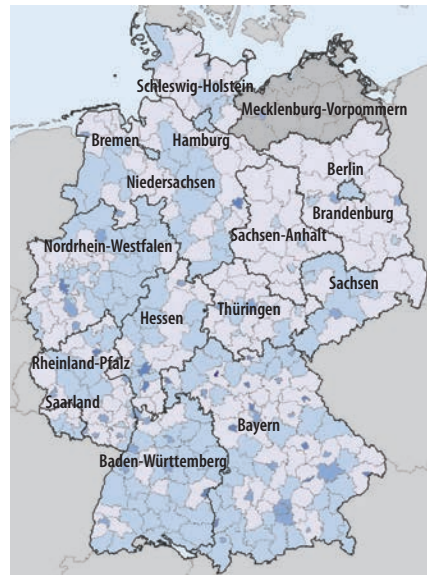 Schleswig-Holstein
Mecklenburg-Vorpommern
Bremen
Hamburg
Berlin
Niedersachsen
Brandenburg
Nordrhein-Westfalen
Sachsen-Anhalt
Sachsen
Hessen
Thüringen
Rheinland-Pfalz
Saarland
Bayern
Baden-Württemberg